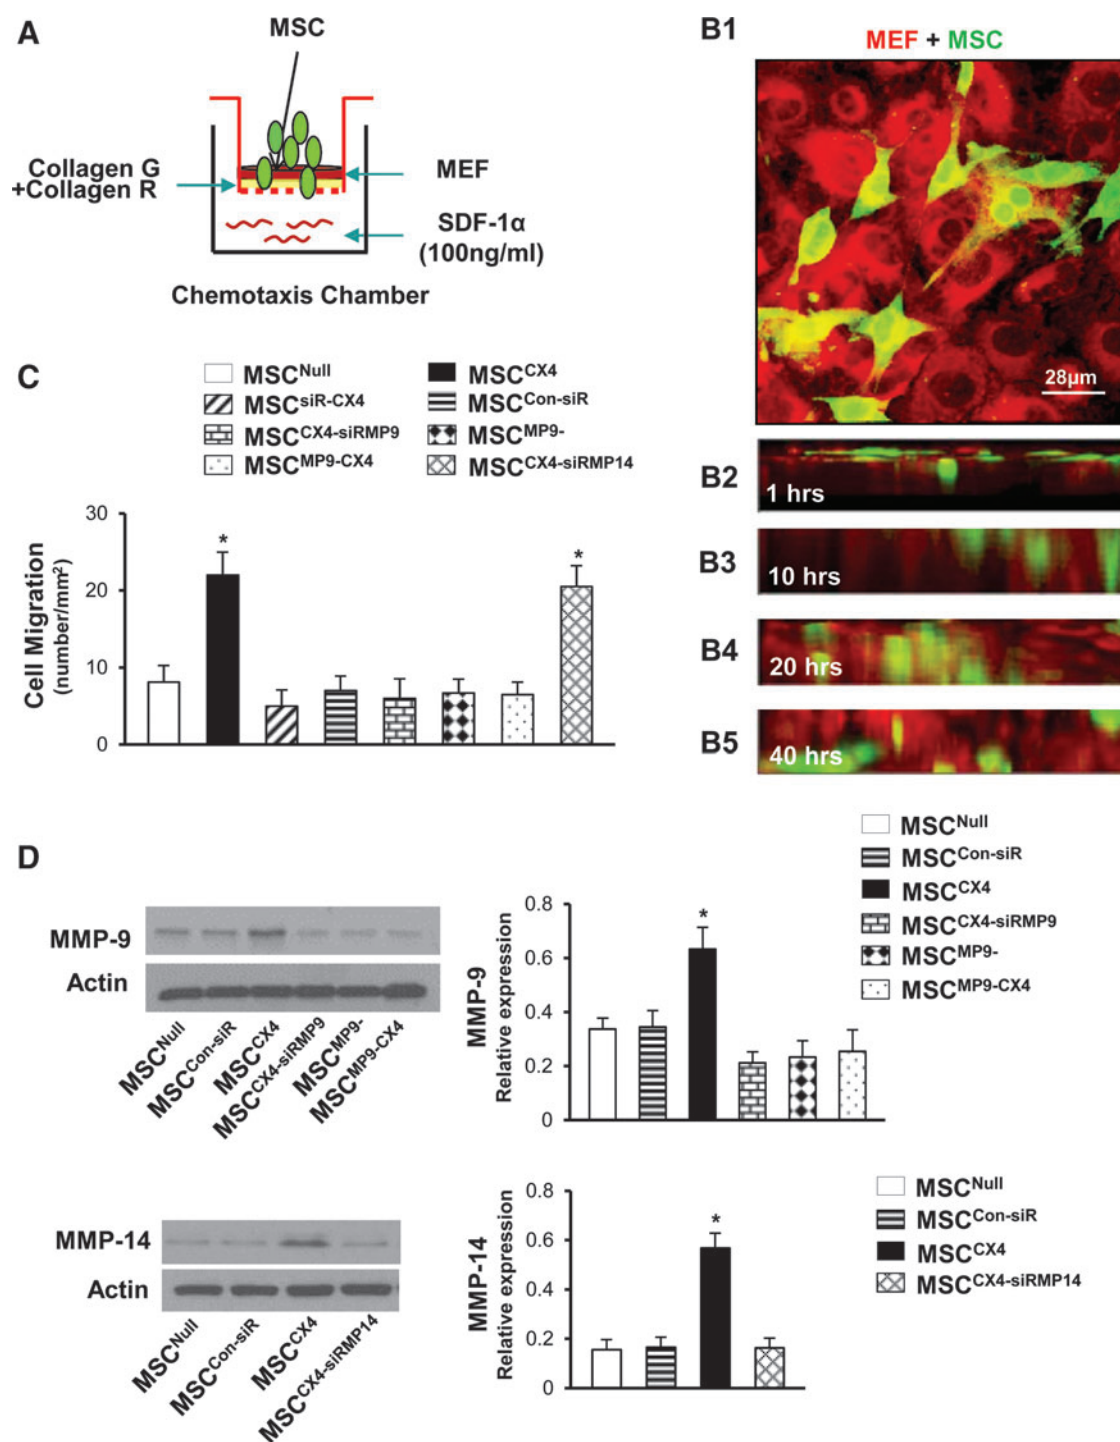 A
MSC
Collagen G
+Collagen R
MEF
SDF-1α
(100ng/ml)
Chemotaxis Chamber
B1
MEF + MSC
28μm
B2
1 hrs
B3
10 hrs
B4
20 hrs
B5
40 hrs
C
MSCNull
MSCCX4
MSCsiR-CX4
MSCCon-siR
MSCCX4-siRMP9
MSCMP9-
MSCMP9-CX4
MSCCX4-siRMP14
Cell Migration
(number/mm²)
30
20
10
0
*
*
D
MMP-9
Actin
MSCNull
MSCCon-siR
MSCCX4
MSCCX4-siRMP9
MSCMP9-
MSCMP9-CX4
MMP-9
Relative expression
0.8
0.6
0.4
0.2
0
*
MSCNull
MSCCon-siR
MSCCX4
MSCCX4-siRMP9
MSCMP9-
MSCMP9-CX4
MMP-14
Actin
MSCNull
MSCCon-siR
MSCCX4
MSCCX4-siRMP14
MMP-14
Relative expression
0.8
0.6
0.4
0.2
0
*
MSCNull
MSCCon-siR
MSCCX4
MSCCX4-siRMP14